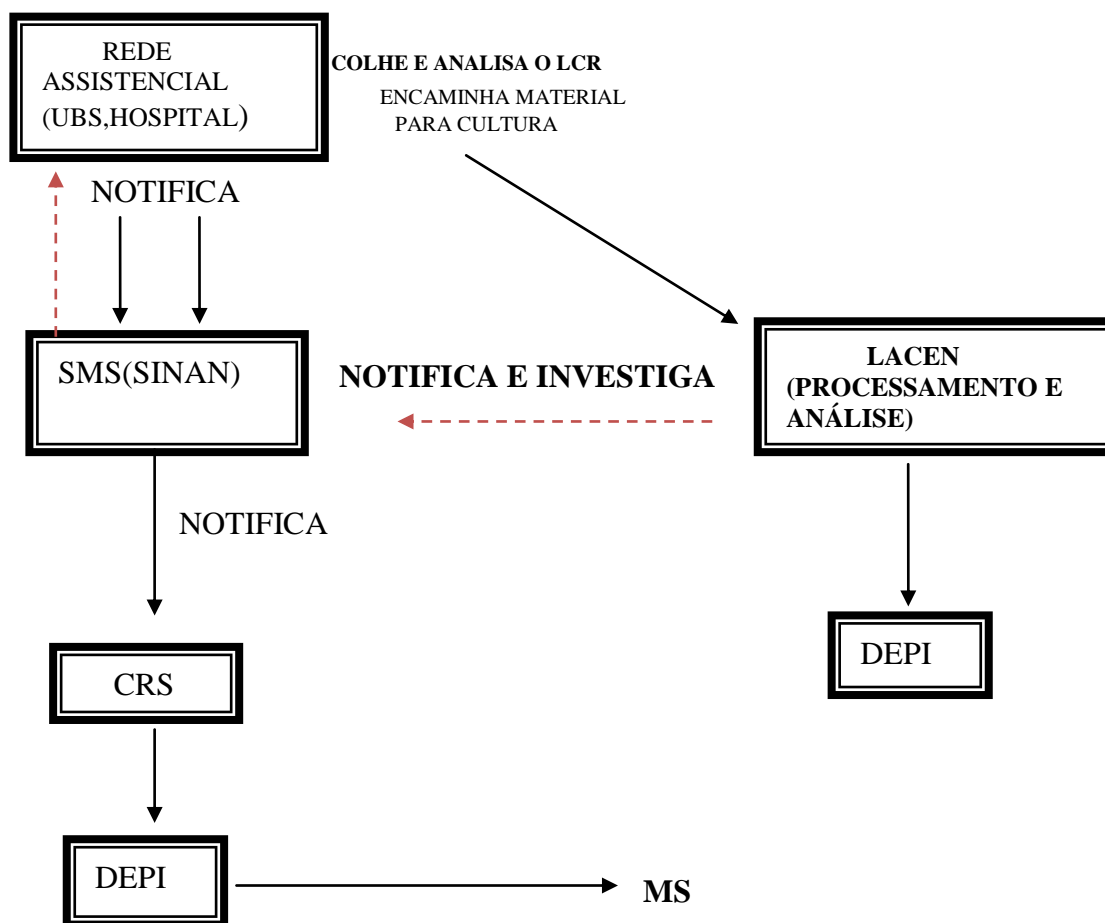 REDE
ASSISTENCIAL
(UBS,HOSPITAL)
COLHE E ANALISA O LCR
ENCAMINHA MATERIAL
PARA CULTURA
NOTIFICA
SMS(SINAN)
NOTIFICA E INVESTIGA
LACEN
(PROCESSAMENTO E
ANÁLISE)
NOTIFICA
CRS
DEPI
DEPI
MS